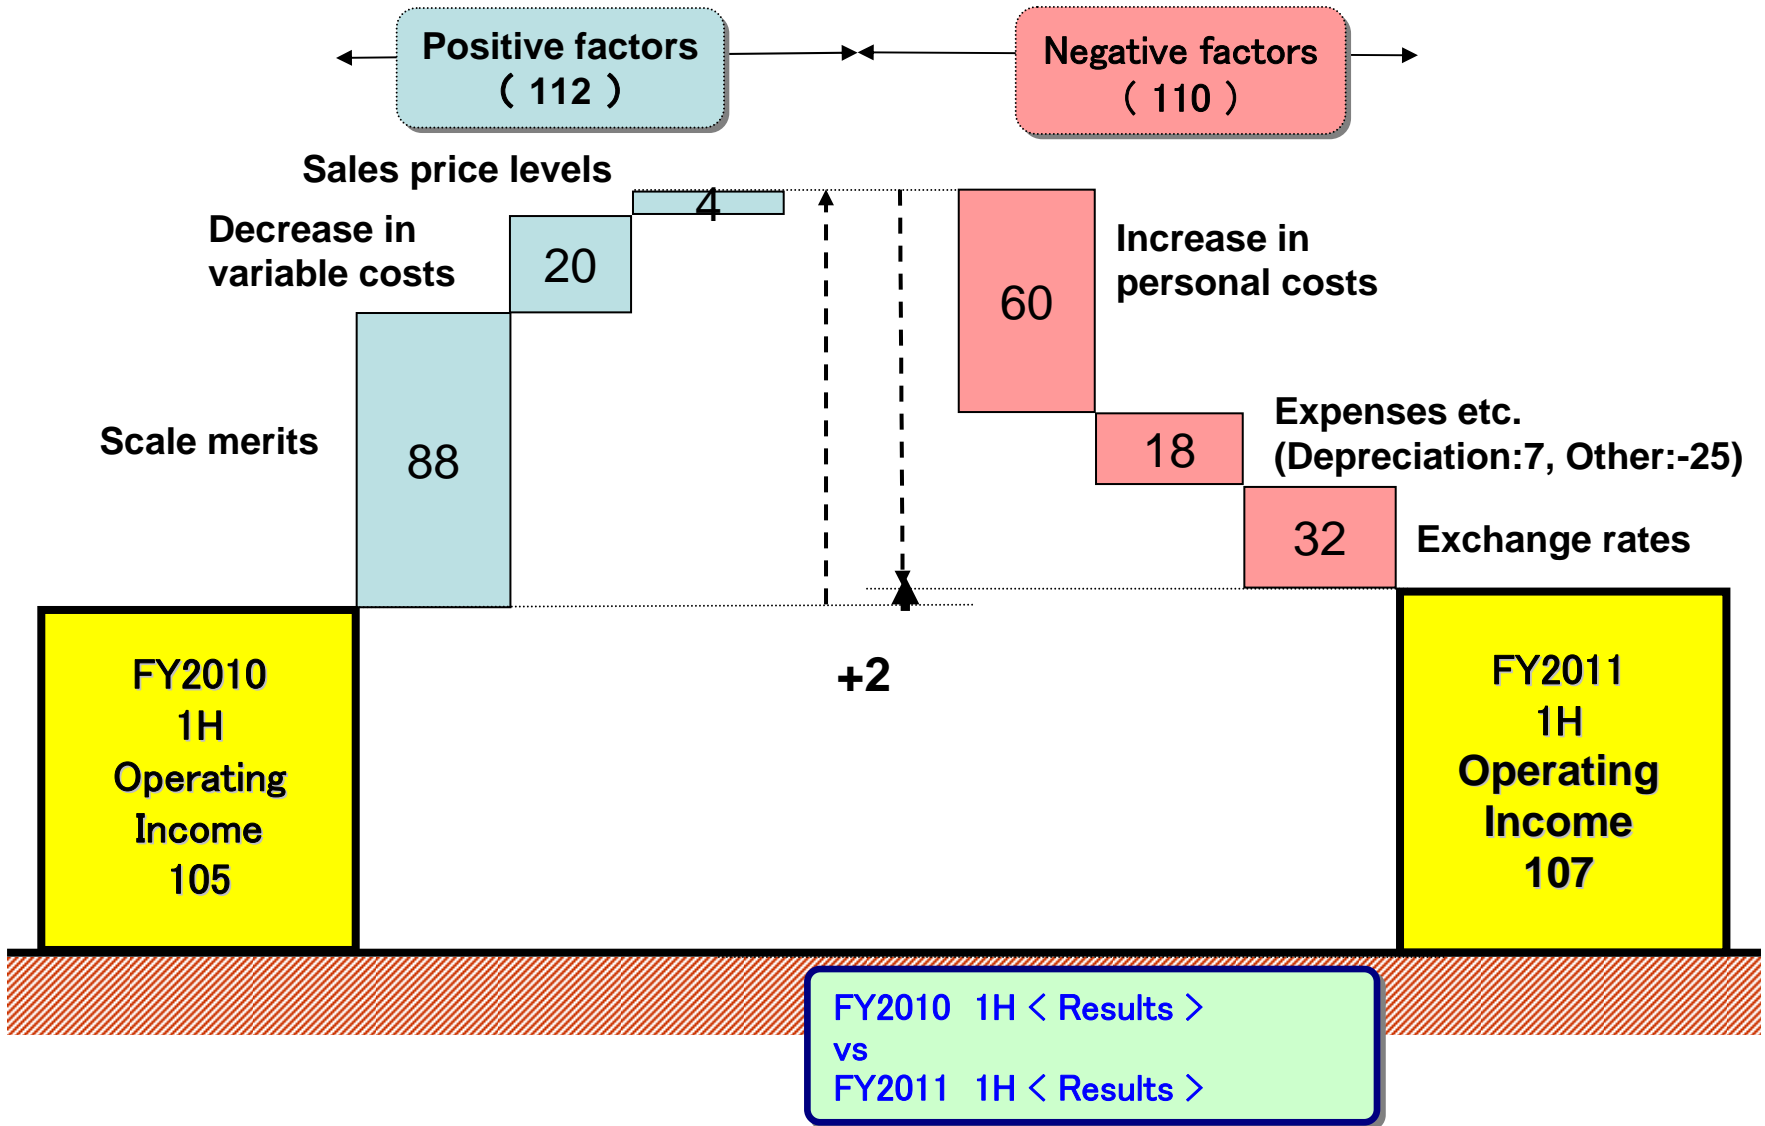 Positive factors
( 112 )
Negative factors
( 110 )
Sales price levels
4
Decrease in
variable costs
20
Scale merits
88
60
Increase in
personal costs
18
Expenses etc.
(Depreciation:7, Other:-25)
32
Exchange rates
+2
FY2010
1H
Operating
Income
105
FY2011
1H
Operating
Income
107
FY2010 1H < Results >
vs
FY2011 1H < Results >